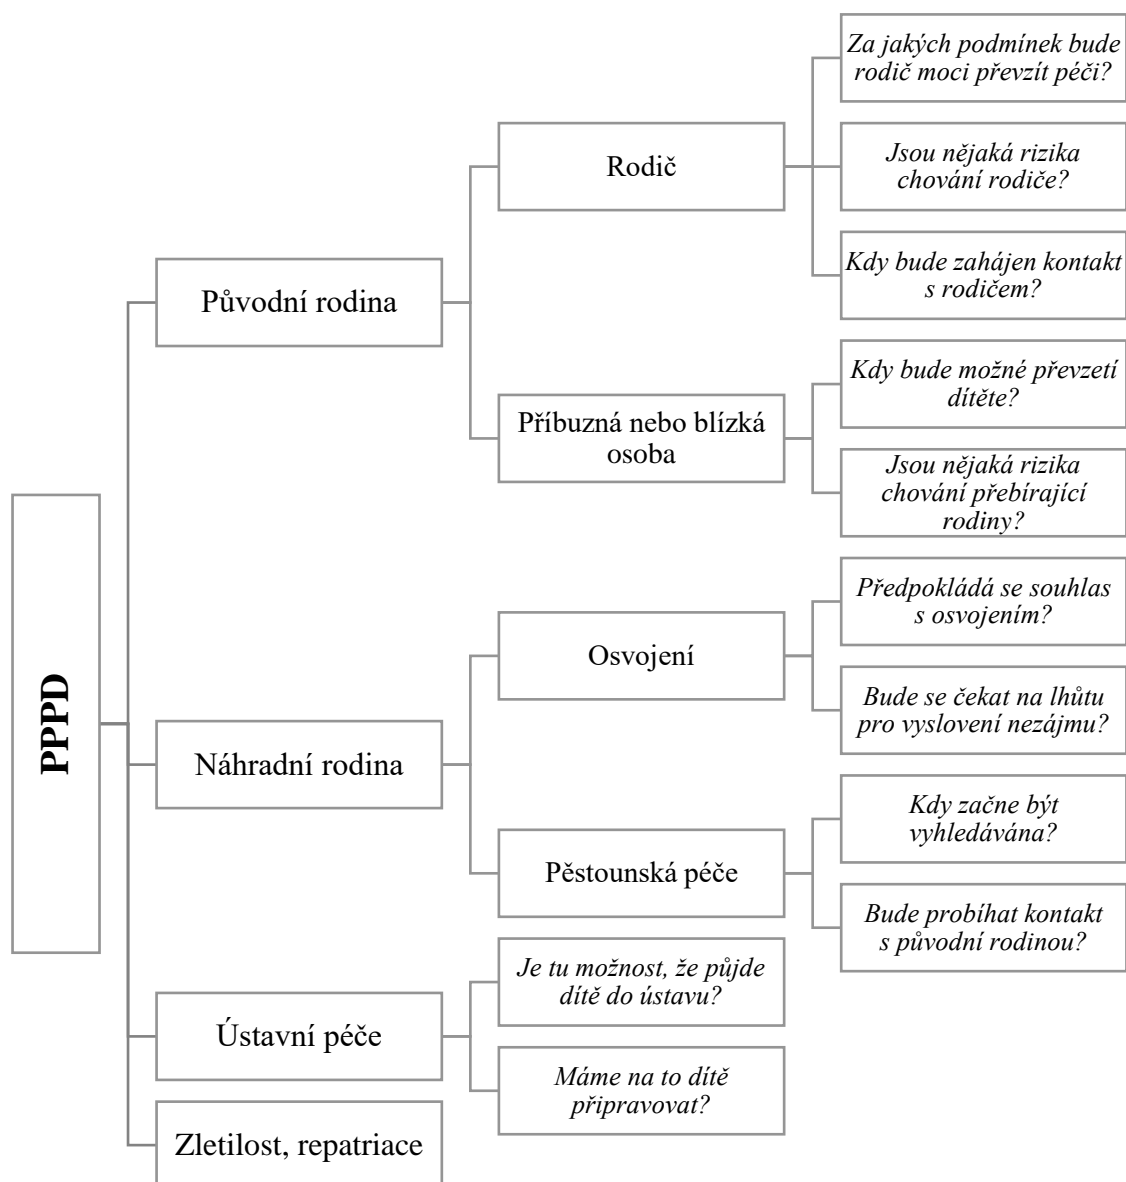 PPPD
Původní rodina
Rodič
Za jakých podmínek bude
rodič moci převzít péči?
Jsou nějaká rizika
chování rodiče?
Kdy bude zahájen kontakt
s rodičem?
Příbuzná nebo blízká
osoba
Kdy bude možné převzetí
dítěte?
Jsou nějaká rizika
chování přebírající
rodiny?
Náhradní rodina
Osvojení
Předpokládá se souhlas
s osvojením?
Bude se čekat na lhůtu
pro vyslovení nezájmu?
Pěstounská péče
Kdy začne být
vyhledávána?
Bude probíhat kontakt
s původní rodinou?
Ústavní péče
Je tu možnost, že půjde
dítě do ústavu?
Máme na to dítě
připravovat?
Zletilost, repatriace